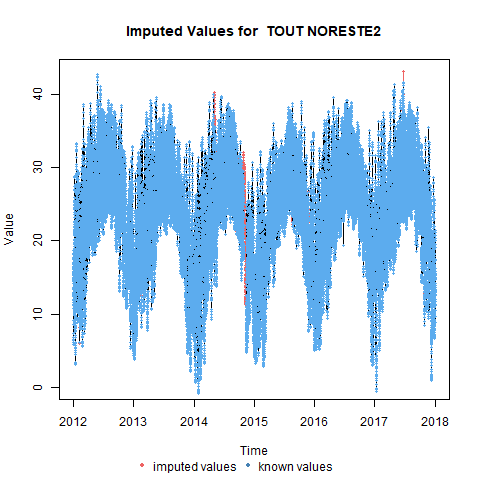 Imputed Values for TOUT NORESTE2
Value
40
30
20
10
0
2012 2013 2014 2015 2016 2017 2018
Time
imputed values known values